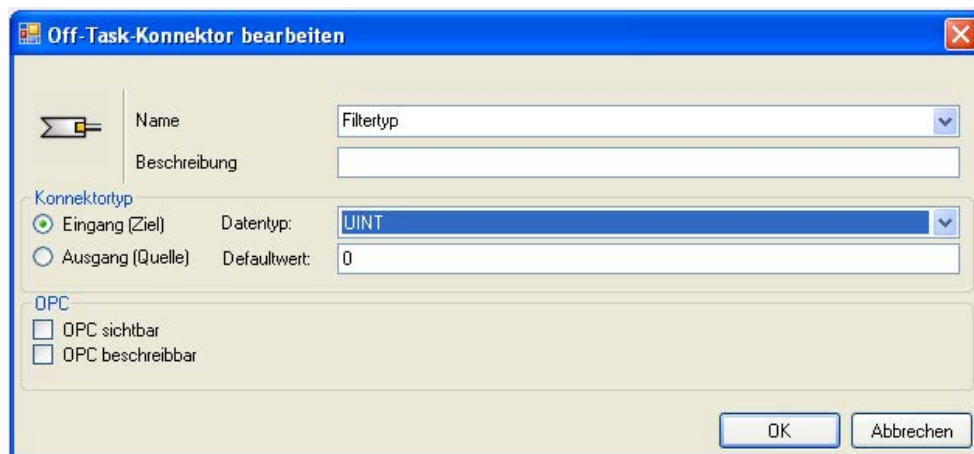 Off-Task-Konnektor bearbeiten
Name Filtertyp
Beschreibung
Konnektortyp
Eingang (Ziel) Datentyp: UINT
Ausgang (Quelle) Defaultwert: 0
OPC
OPC sichtbar
OPC beschreibbar
OK Abbrechen